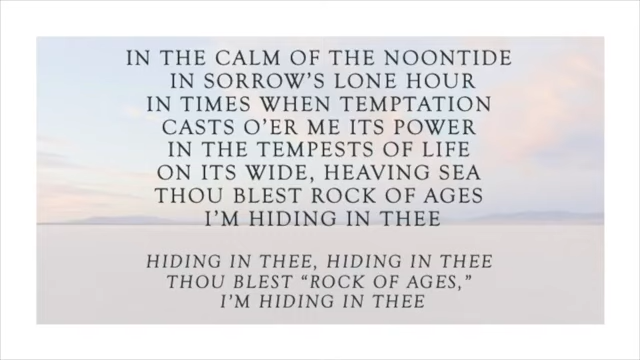 IN THE CALM OF THE NOONTIDE
IN SORROW'S LONE HOUR
IN TIMES WHEN TEMPTATION
CASTS O'ER ME ITS POWER
IN THE TEMPESTS OF LIFE
ON ITS WIDE, HEAVING SEA
THOU BLEST ROCK OF AGES
I'M HIDING IN THEE
HIDING IN THEE, HIDING IN THEE
THOU BLEST “ROCK OF AGES,”
I'M HIDING IN THEE